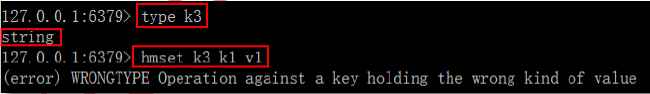 127.0.0.1:6379> type k3
string
127.0.0.1:6379> hmset k3 k1 v1
(error) WRONGTYPE Operation against a key holding the wrong kind of value